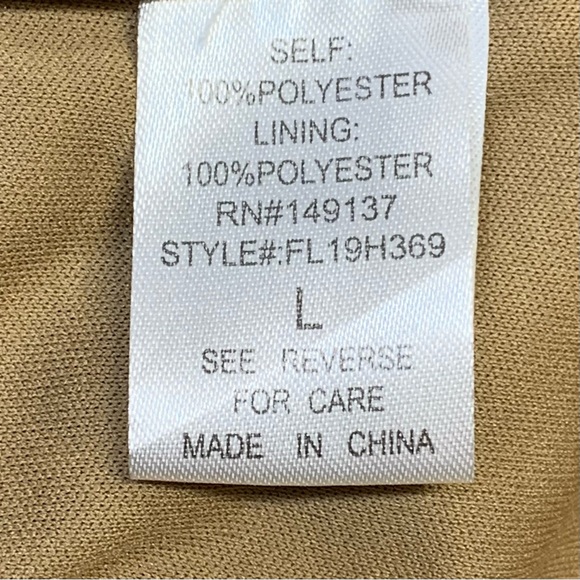 SELF:
100%POLYESTER
LINING:
100%POLYESTER
RN#149137
STYLE#:FL19H369
L
SEE REVERSE
FOR CARE
MADE IN CHINA